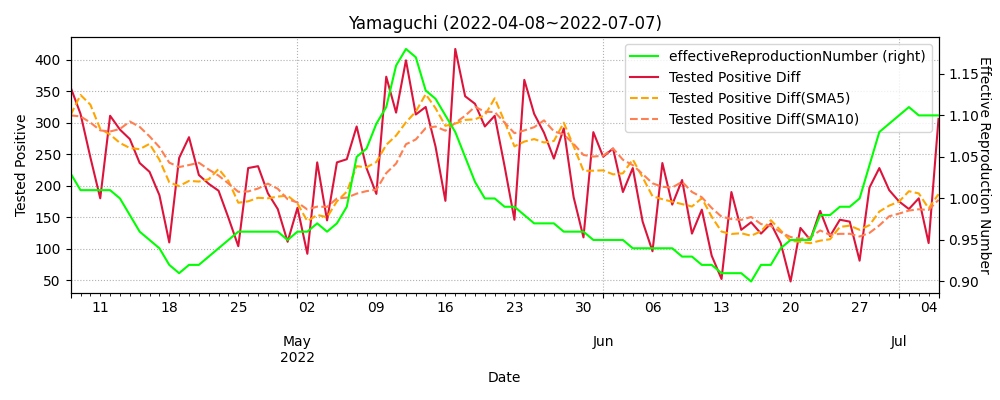 Yamaguchi (2022-04-08~2022-07-07)
effectiveReproductionNumber (right)
Tested Positive Diff
Tested Positive Diff(SMA5)
Tested Positive Diff(SMA10)
Tested Positive
400
350
300
250
200
150
100
50
1.15
1.10
1.05
1.00
0.95
0.90
Effective Reproduction Number
11 18 25 02 09 16 23 30 06 13 20 27 04
May Jun Jul
2022
Date